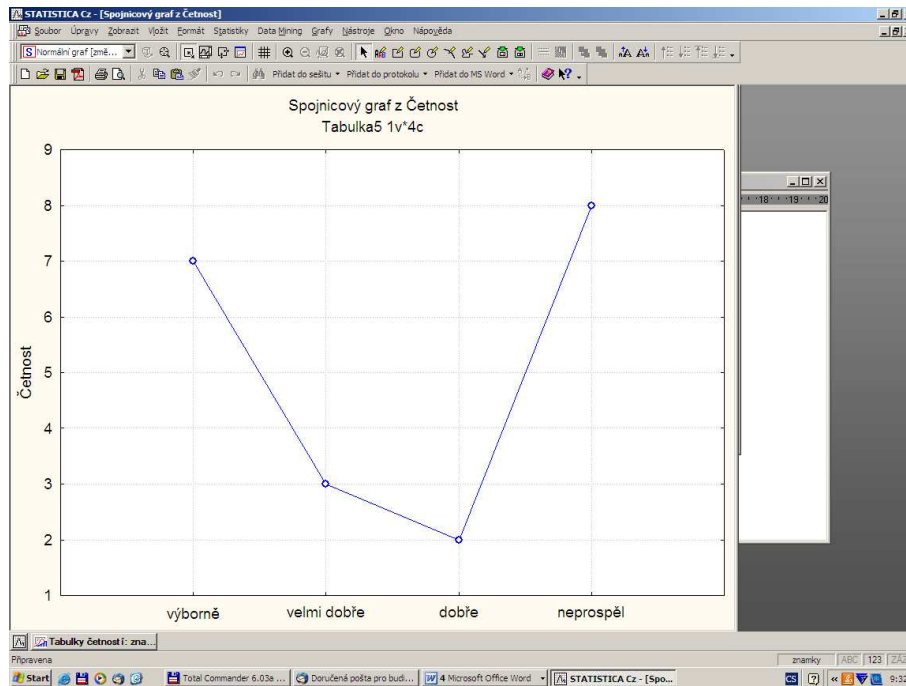 STATISTICA Cz - [Spojnicový graf z Četnost]
Soubor Úpravy Zobrazit Vložit Formát Statistiky Data Mining Grafy Nástroje Okno Nápověda
Normální graf [změ...
Přidat do sešitu Přidat do protokolu Přidat do MS Word
Spojnicový graf z Četnost
Tabulka5 1v*4c
9
8
7
6
5
4
3
2
1
Četnost
výborně velmi dobře dobře neprospěl
18 19 20
Tabulky četností: zna...
Připravena
znamky ABC 123 ZÁZ
Start Total Commander 6.03a ... Doručená pošta pro budi... 4 Microsoft Office Word STATISTICA Cz - [Spo... CS « 9:32